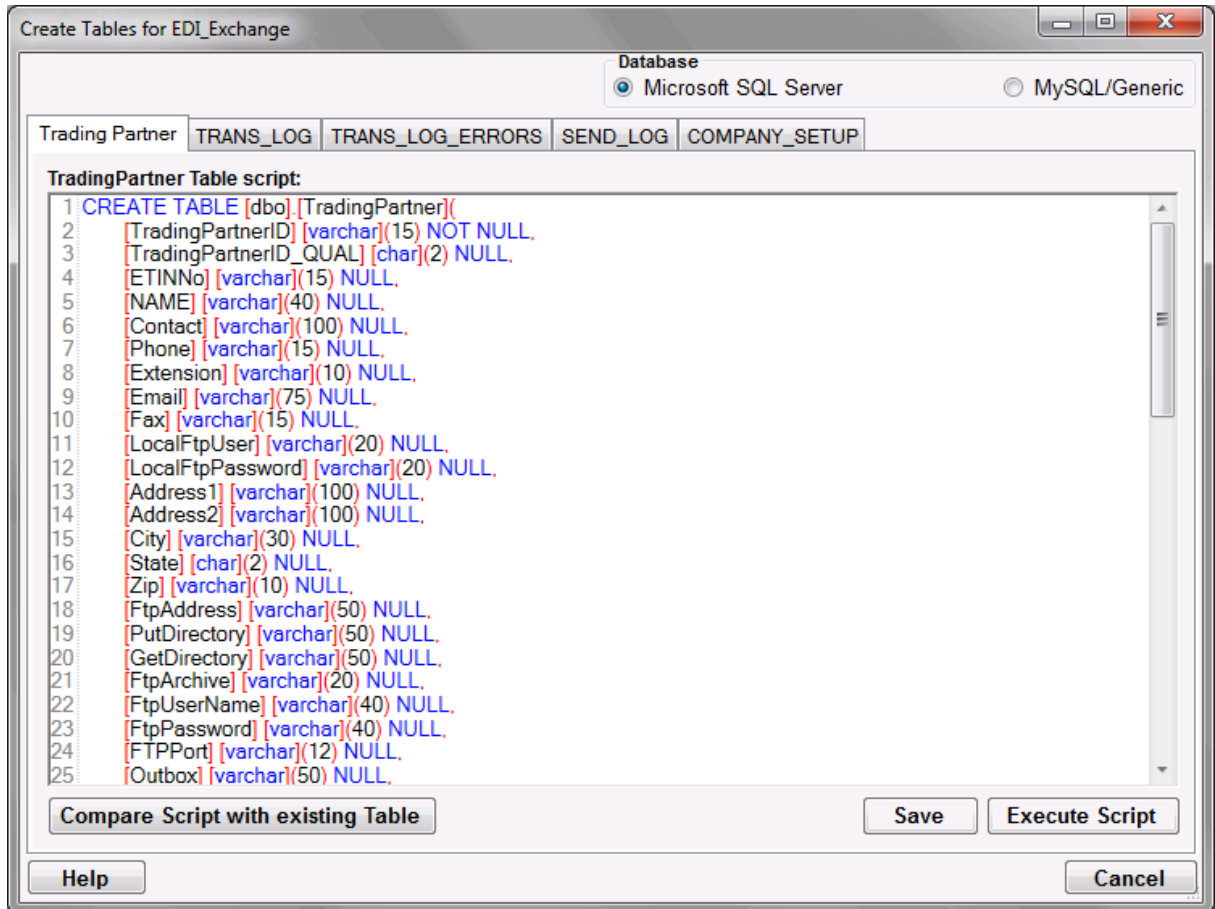 Create Tables for EDI_Exchange
Database
Microsoft SQL Server MySQL/Generic
Trading Partner TRANS_LOG TRANS_LOG_ERRORS SEND_LOG COMPANY_SETUP
TradingPartner Table script:
1 CREATE TABLE [dbo].[TradingPartner](
2 [TradingPartnerID] [varchar](15) NOT NULL,
3 [TradingPartnerID_QUAL] [char](2) NULL,
4 [ETINNo] [varchar](15) NULL,
5 [NAME] [varchar](40) NULL,
6 [Contact] [varchar](100) NULL,
7 [Phone] [varchar](15) NULL,
8 [Extension] [varchar](10) NULL,
9 [Email] [varchar](75) NULL,
10 [Fax] [varchar](15) NULL,
11 [LocalFtpUser] [varchar](20) NULL,
12 [LocalFtpPassword] [varchar](20) NULL,
13 [Address1] [varchar](100) NULL,
14 [Address2] [varchar](100) NULL,
15 [City] [varchar](30) NULL,
16 [State] [char](2) NULL,
17 [Zip] [varchar](10) NULL,
18 [FtpAddress] [varchar](50) NULL,
19 [PutDirectory] [varchar](50) NULL,
20 [GetDirectory] [varchar](50) NULL,
21 [FtpArchive] [varchar](20) NULL,
22 [FtpUserName] [varchar](40) NULL,
23 [FtpPassword] [varchar](40) NULL,
24 [FTPPort] [varchar](12) NULL,
25 [Outbox] [varchar](50) NULL,
Compare Script with existing Table Save Execute Script
Help Cancel